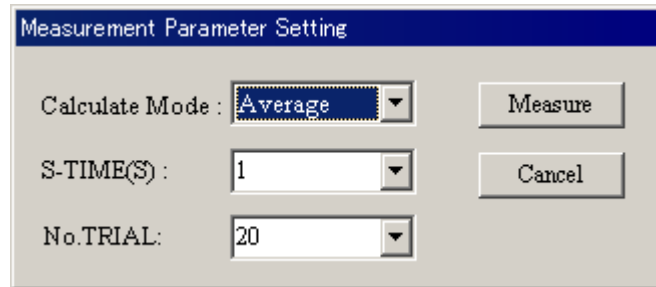 Measurement Parameter Setting
Calculate Mode : Average Measure
S-TIME(S) : 1 Cancel
No.TRIAL: 20